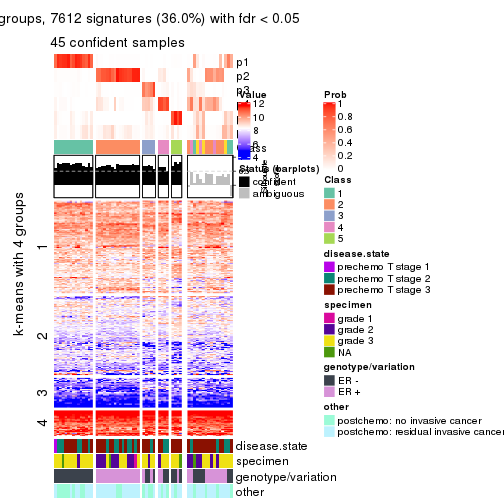 groups, 7612 signatures (36.0%) with fdr < 0.05
45 confident samples
p1
p2
p3
p4
Value
12
10
8
6
4
Status (barplots)
confident
ambiguous
Prob
1
0.8
0.6
0.4
0.2
0
Class
1
2
3
4
5
disease.state
prechemo T stage 1
prechemo T stage 2
prechemo T stage 3
specimen
grade 1
grade 2
grade 3
NA
genotype/variation
ER -
ER +
other
postchemo: no invasive cancer
postchemo: residual invasive cancer
k-means with 4 groups
1
2
3
4
disease.state
specimen
genotype/variation
other